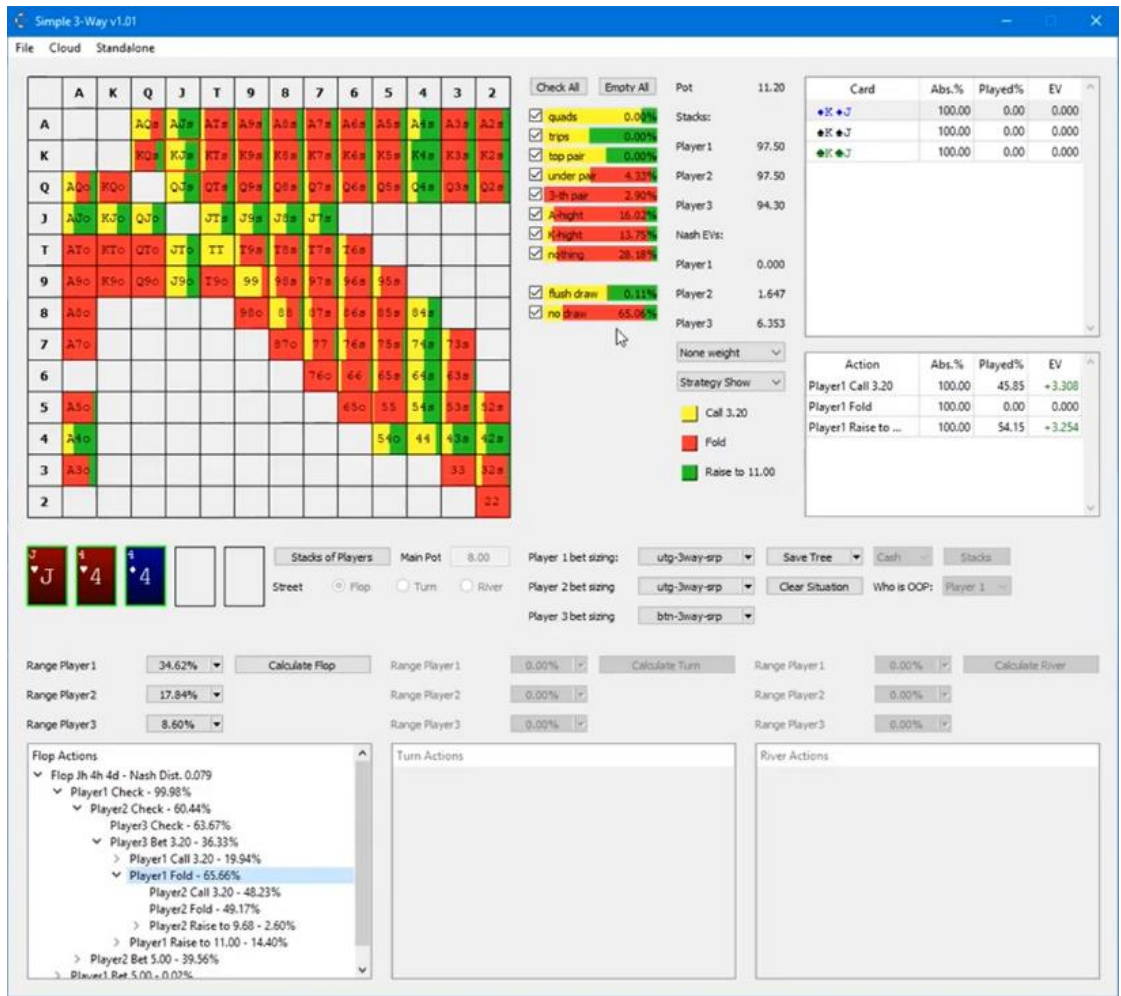 Simple 3-Way v1.01
File Cloud Standalone
A K Q J T 9 8 7 6 5 4 3 2
A AQs AJs ATs A9s A8s A7s A6s A5s A4s A3s A2s
K KQs KJs KTs K9s K8s K7s K6s K5s K4s K3s K2s
Q AQo KQo QJs QTs Q9s Q8s Q7s Q6s Q5s Q4s Q3s Q2s
J AJo KJo QJo JTs J9s J8s J7s
T ATo KTo QTo JTo TT T9s T8s T7s T6s
9 A9o K9o Q9o J9o T9o 99 98s 97s 96s 95s
8 A8o 98o 88 87s 86s 85s 84s
7 A7o 87o 77 76s 75s 74s 73s
6 76o 66 65s 64s 63s
5 A5o 65o 55 54s 53s 52s
4 A4o 54o 44 43s 42s
3 A3o 33 32s
2 22
Check All Empty All
quads 0.00%
trips 0.00%
top pair 0.00%
under pair 4.33%
3-th pair 2.90%
A-hight 16.02%
K-hight 13.75%
nothing 28.18%
flush draw 0.11%
no draw 65.06%
Pot 11.20
Stacks:
Player1 97.50
Player2 97.50
Player3 94.30
Nash EVs:
Player1 0.000
Player2 1.647
Player3 6.353
None weight
Strategy Show
Call 3.20
Fold
Raise to 11.00
Card Abs.% Played% EV
♦K♦J 100.00 0.00 0.000
♠K♠J 100.00 0.00 0.000
♣K♣J 100.00 0.00 0.000
Action Abs.% Played% EV
Player1 Call 3.20 100.00 45.85 +3.308
Player1 Fold 100.00 0.00 0.000
Player1 Raise to ... 100.00 54.15 +3.254
J ♥J 4 ♥4 4 ♦4
Stacks of Players Main Pot 8.00
Street Flop Turn River
Player 1 bet sizing: utg-3way-srp Save Tree Cash Stacks
Player 2 bet sizing utg-3way-srp Clear Situation Who is OOP: Player 1
Player 3 bet sizing btn-3way-srp
Range Player1 34.62% Calculate Flop Range Player1 0.00% Calculate Turn Range Player1 0.00% Calculate River
Range Player2 17.84% Range Player2 0.00% Range Player2 0.00%
Range Player3 8.60% Range Player3 0.00% Range Player3 0.00%
Flop Actions
Flop Jh 4h 4d - Nash Dist. 0.079
Player1 Check - 99.98%
Player2 Check - 60.44%
Player3 Check - 63.67%
Player3 Bet 3.20 - 36.33%
Player1 Call 3.20 - 19.94%
Player1 Fold - 65.66%
Player2 Call 3.20 - 48.23%
Player2 Fold - 49.17%
Player2 Raise to 9.68 - 2.60%
Player1 Raise to 11.00 - 14.40%
Player2 Bet 5.00 - 39.56%
Player1 Bet 5.00 - 0.02%
Turn Actions
River Actions